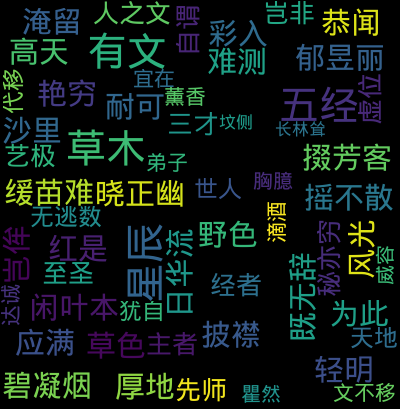 淹留
人之文
自谓
岂非
恭闻
高天
有文
彩入
难测
郁昱丽
代移
艳穷
宜在
薰香
耐可
五经
虚位
沙里
三才
坟侧
长林耸
艺极
草木
弟子
掇芳客
缓苗难
晓正幽
世人
胸臆
摇不散
无逃数
滴酒
野色
岂侔
红是
星辰
日华流
秘亦穷
风光
威容
至圣
经者
既无辞
达诚
闲叶本
犹自
为此
应满
草色
主者
披襟
天地
轻明
碧凝烟
厚地
先师
瞿然
文不移